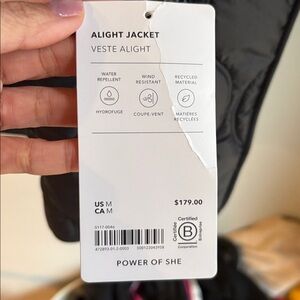 ALIGHT JACKET
VESTE ALIGHT
WATER REPELLENT
WIND RESISTANT
RECYCLED MATERIAL
HYDROFUGE
COUPE-VENT
MATIÈRES RECYCLÉES
US M
CA M
$179.00
Certified
B
Corporation
POWER OF SHE